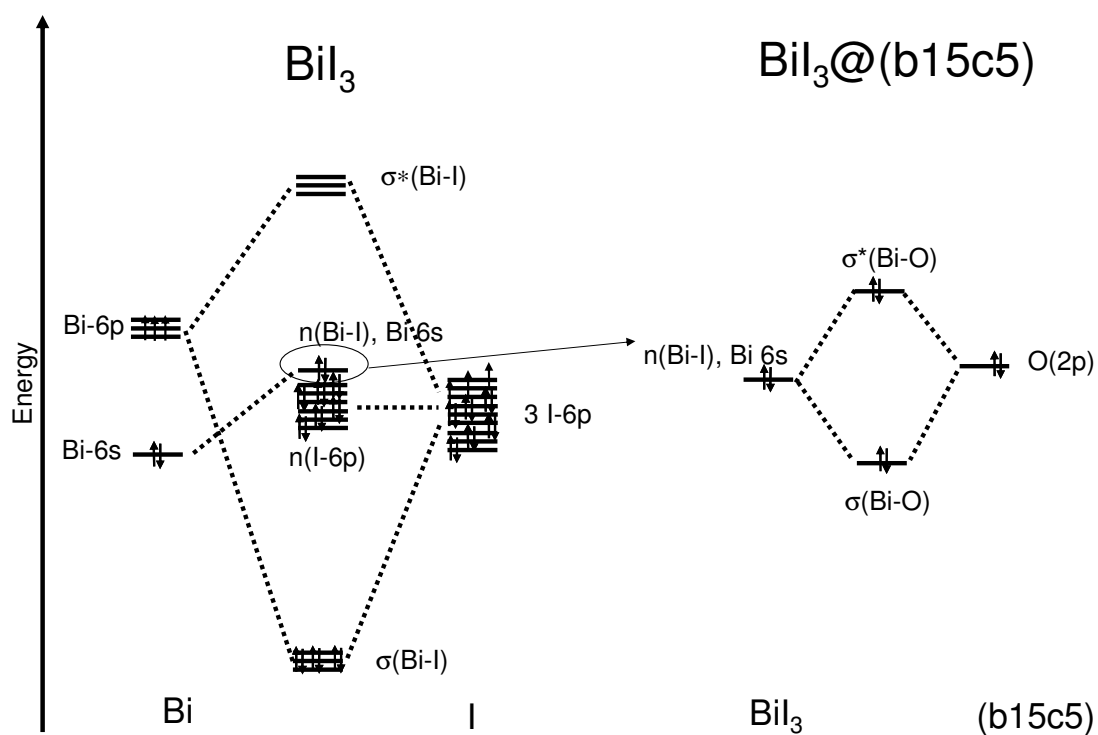 BiI₃
BiI₃@(b15c5)
σ*(Bi-I)
σ*(Bi-O)
Bi-6p
n(Bi-I), Bi 6s
n(Bi-I), Bi 6s
O(2p)
Energy
3 I-6p
Bi-6s
n(I-6p)
σ(Bi-O)
σ(Bi-I)
Bi
I
BiI₃
(b15c5)